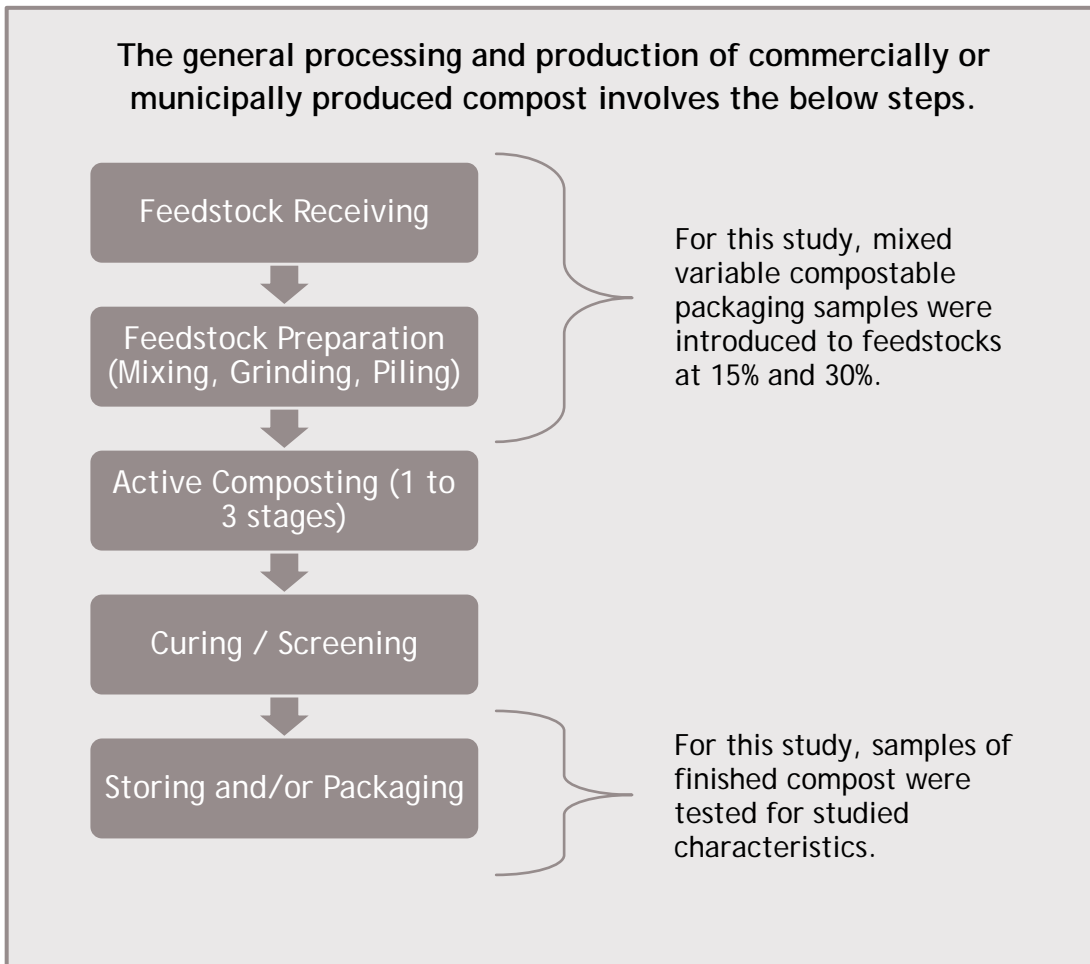 The general processing and production of commercially or
municipally produced compost involves the below steps.
Feedstock Receiving
Feedstock Preparation
(Mixing, Grinding, Piling)
For this study, mixed
variable compostable
packaging samples were
introduced to feedstocks
at 15% and 30%.
Active Composting (1 to
3 stages)
Curing / Screening
Storing and/or Packaging
For this study, samples of
finished compost were
tested for studied
characteristics.